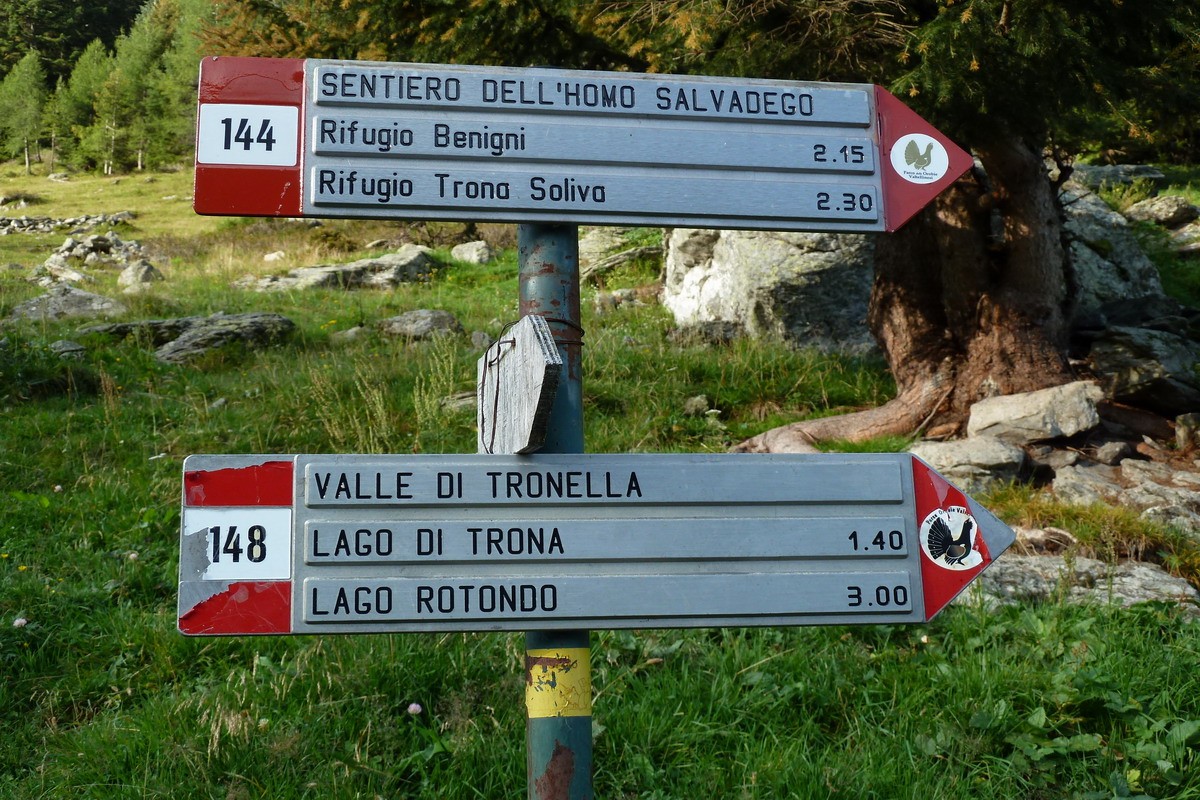 144
SENTIERO DELL'HOMO SALVADEGO
Rifugio Benigni 2.15
Rifugio Trona Soliva 2.30
148
VALLE DI TRONELLA
LAGO DI TRONA 1.40
LAGO ROTONDO 3.00